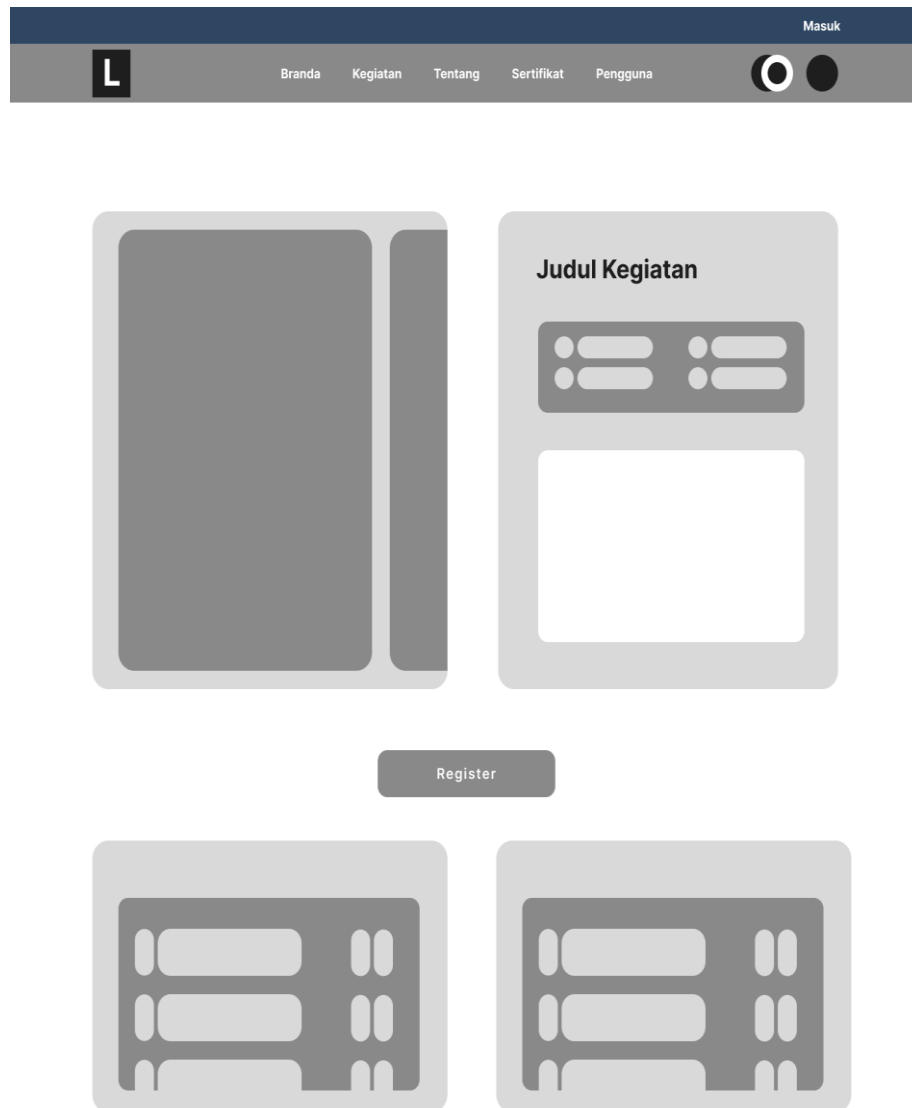 Masuk
L
Branda Kegiatan Tentang Sertifikat Pengguna
Judul Kegiatan
Register